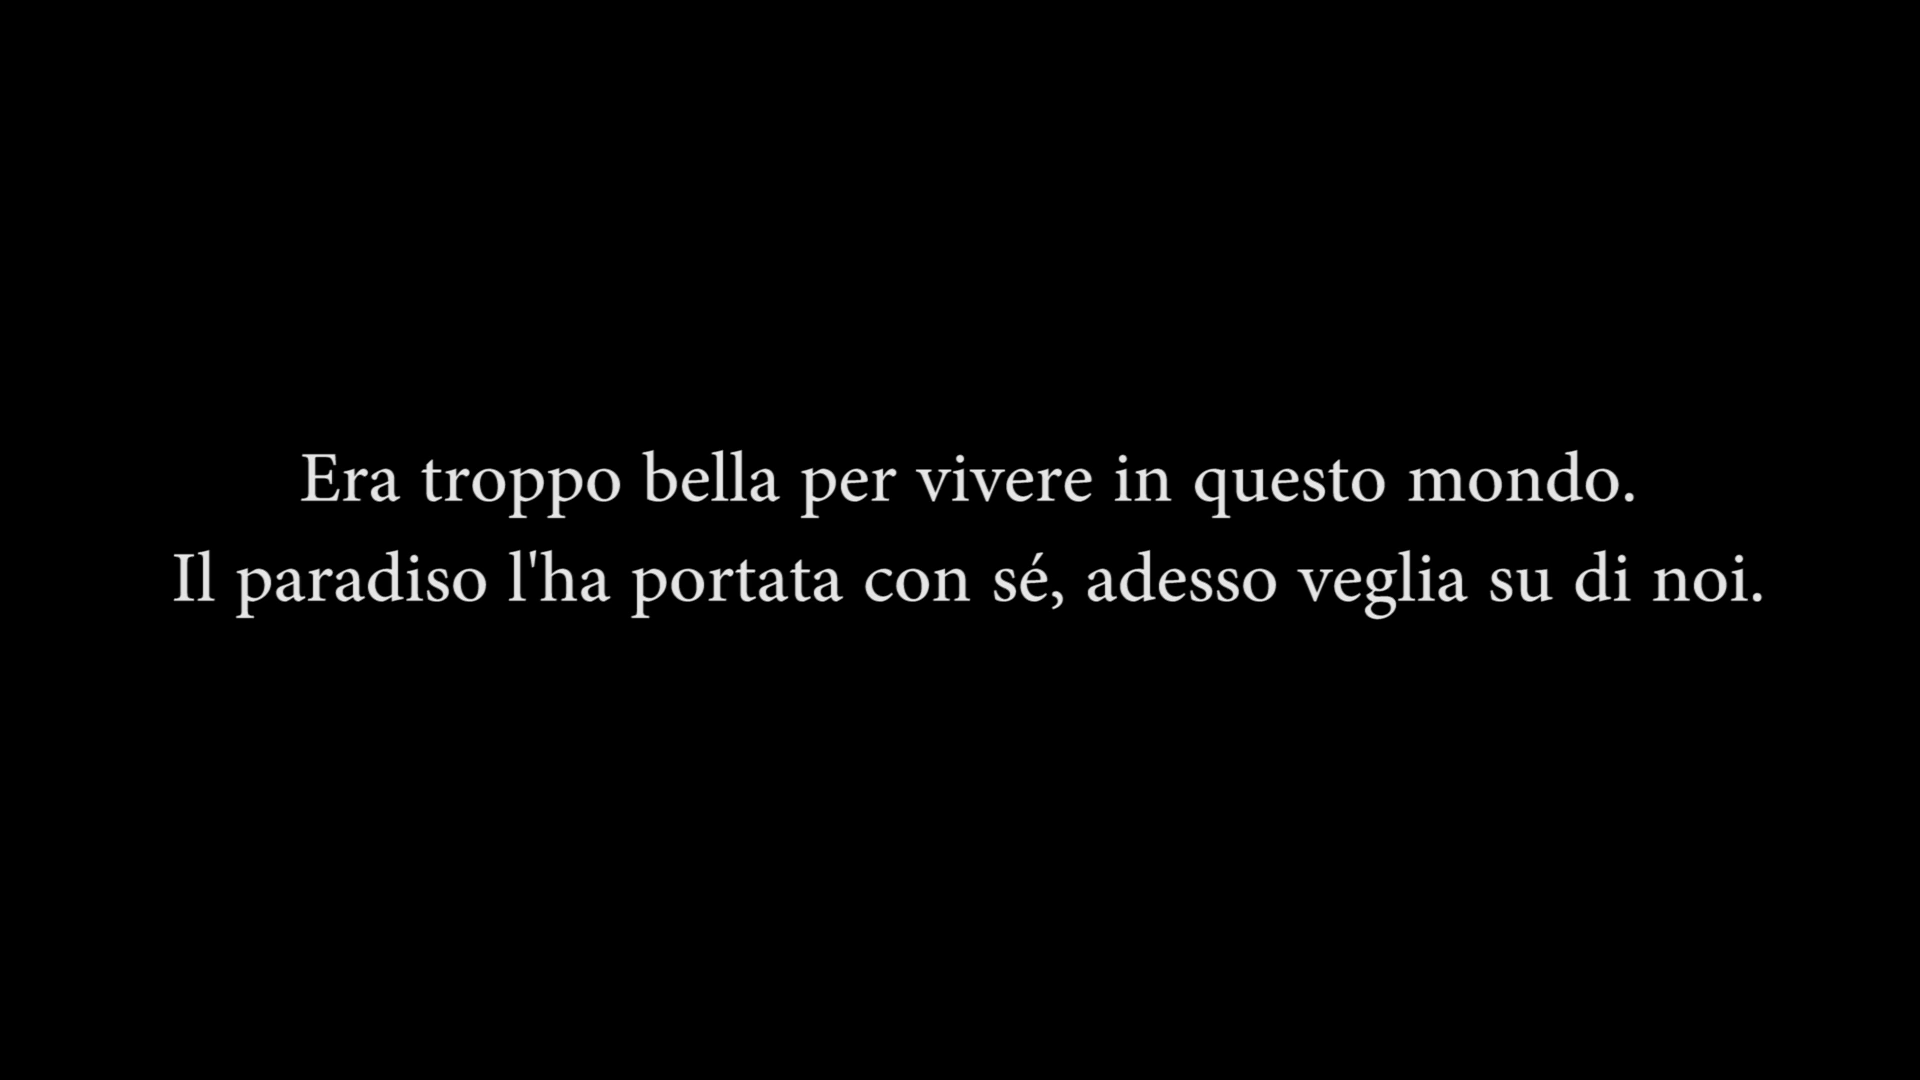 Era troppo bella per vivere in questo mondo.
Il paradiso l'ha portata con sé, adesso veglia su di noi.